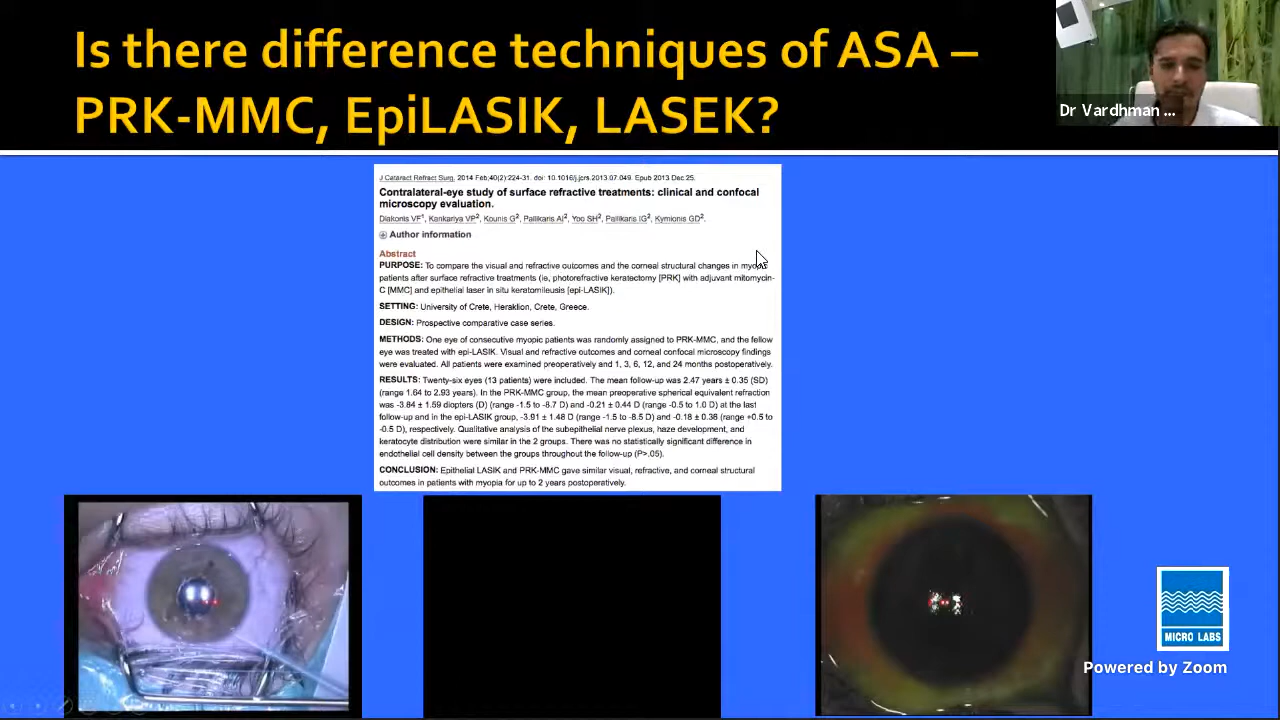 Is there difference techniques of ASA –
PRK-MMC, EpiLASIK, LASEK?
Dr Vardhman ...
J Cataract Refract Surg. 2014 Feb;40(2):224-31. doi: 10.1016/j.jcrs.2013.07.049. Epub 2013 Dec 25.
Contralateral-eye study of surface refractive treatments: clinical and confocal
microscopy evaluation.
Diakonis VF1, Kankariya VP2, Kounis G2, Pallikaris AI2, Yoo SH2, Pallikaris IG2, Kymionis GD2.
Author information
Abstract
PURPOSE: To compare the visual and refractive outcomes and the corneal structural changes in myopic
patients after surface refractive treatments (ie, photorefractive keratectomy [PRK] with adjuvant mitomycin-
C [MMC] and epithelial laser in situ keratomileusis [epi-LASIK]).
SETTING: University of Crete, Heraklion, Crete, Greece.
DESIGN: Prospective comparative case series.
METHODS: One eye of consecutive myopic patients was randomly assigned to PRK-MMC, and the fellow
eye was treated with epi-LASIK. Visual and refractive outcomes and corneal confocal microscopy findings
were evaluated. All patients were examined preoperatively and 1, 3, 6, 12, and 24 months postoperatively.
RESULTS: Twenty-six eyes (13 patients) were included. The mean follow-up was 2.47 years ± 0.35 (SD)
(range 1.64 to 2.93 years). In the PRK-MMC group, the mean preoperative spherical equivalent refraction
was -3.84 ± 1.59 diopters (D) (range -1.5 to -8.7 D) and -0.21 ± 0.44 D (range -0.5 to 1.0 D) at the last
follow-up and in the epi-LASIK group, -3.91 ± 1.48 D (range -1.5 to -8.5 D) and -0.18 ± 0.38 (range +0.5 to
-0.5 D), respectively. Qualitative analysis of the subepithelial nerve plexus, haze development, and
keratocyte distribution were similar in the 2 groups. There was no statistically significant difference in
endothelial cell density between the groups throughout the follow-up (P>.05).
CONCLUSION: Epithelial LASIK and PRK-MMC gave similar visual, refractive, and corneal structural
outcomes in patients with myopia for up to 2 years postoperatively.
MICRO LABS
Powered by Zoom